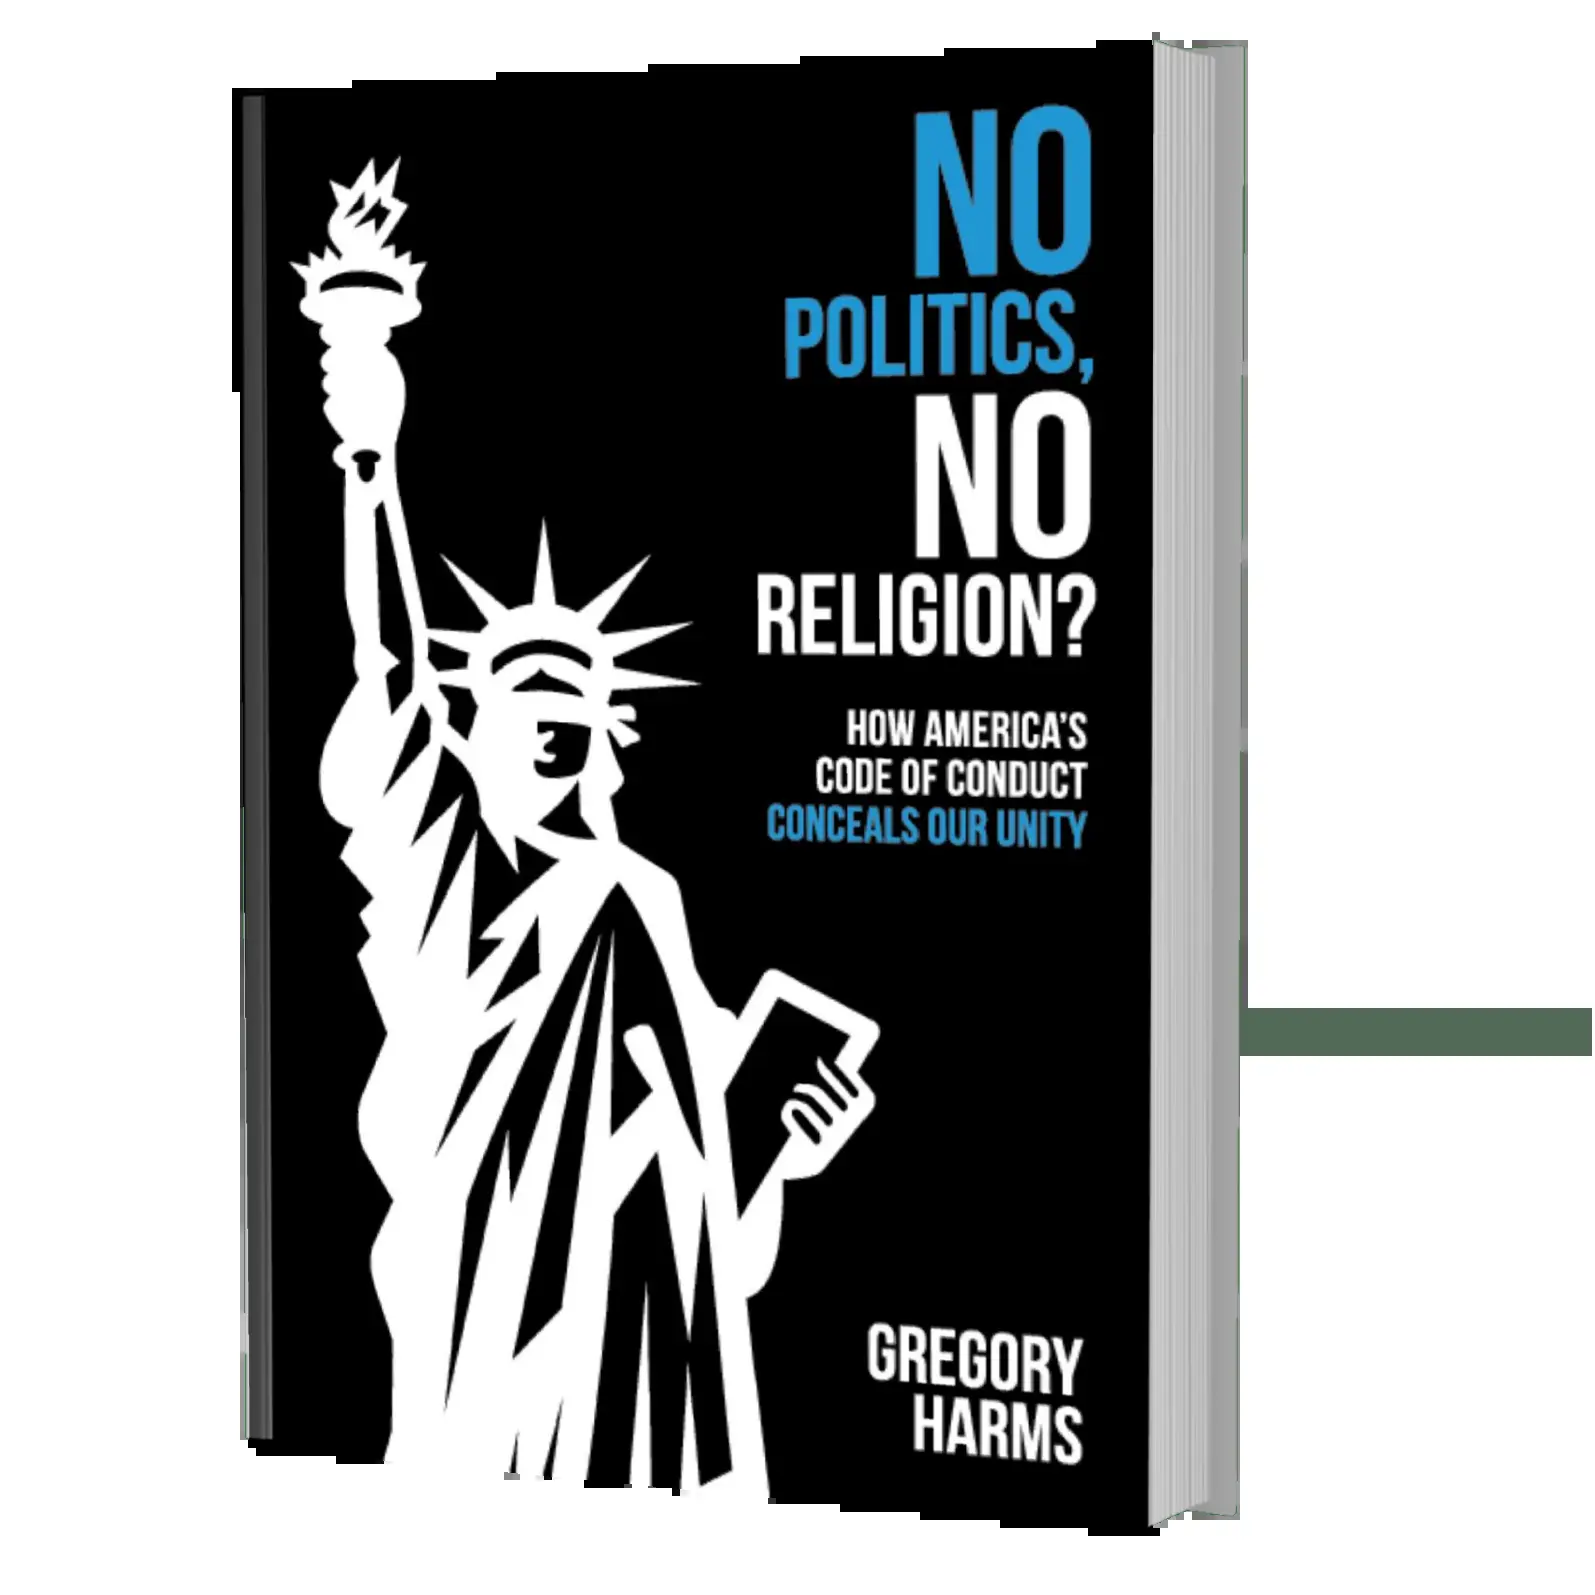 NO
POLITICS,
NO
RELIGION?
HOW AMERICA'S
CODE OF CONDUCT
CONCEALS OUR UNITY
GREGORY
HARMS